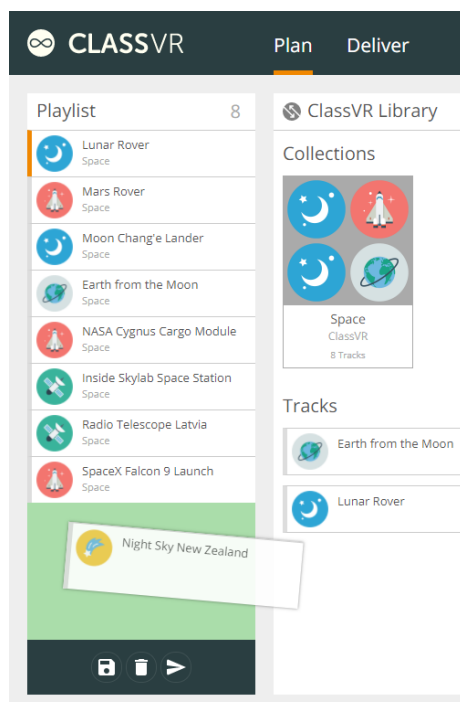 CLASSVR
Plan
Deliver
Playlist
8
Lunar Rover
Space
Mars Rover
Space
Moon Chang'e Lander
Space
Earth from the Moon
Space
NASA Cygnus Cargo Module
Space
Inside Skylab Space Station
Space
Radio Telescope Latvia
Space
SpaceX Falcon 9 Launch
Space
Night Sky New Zealand
ClassVR Library
Collections
Space
ClassVR
8 Tracks
Tracks
Earth from the Moon
Lunar Rover